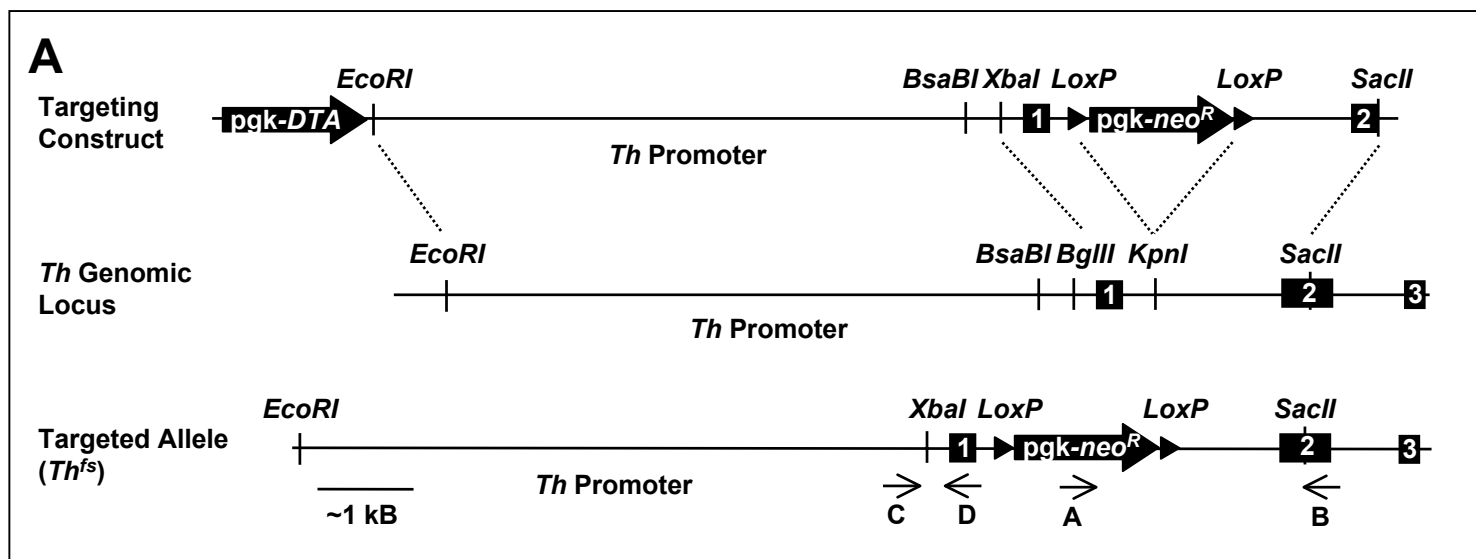 A
EcoRI BsaBI XbaI LoxP LoxP SacII
Targeting Construct
pgk-DTA 1 pgk-neoR 2
Th Promoter
EcoRI BsaBI BglII KpnI SacII
Th Genomic Locus
1 2 3
Th Promoter
EcoRI XbaI LoxP LoxP SacII
Targeted Allele (Thfs)
1 pgk-neoR 2 3
Th Promoter
~1 kB C D A B